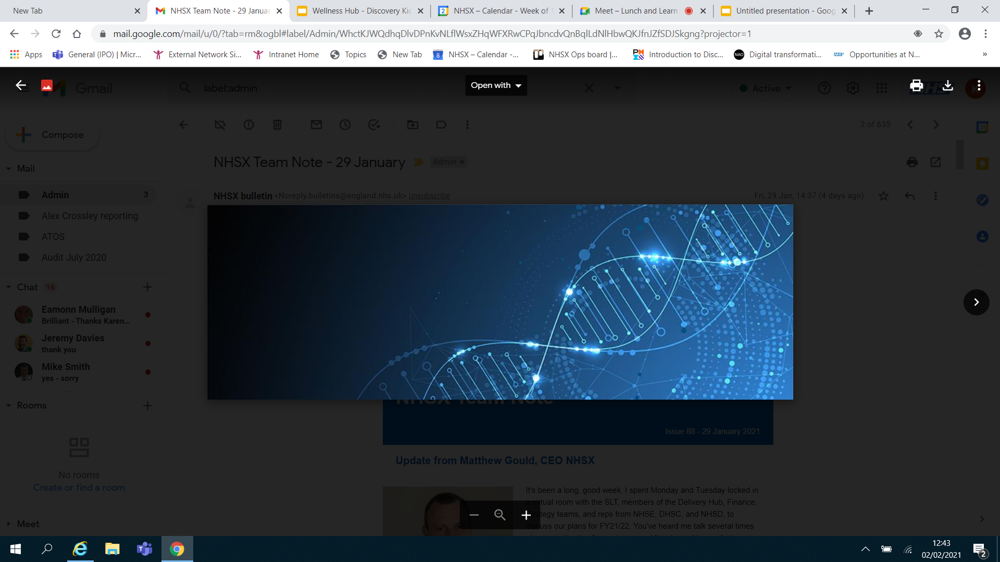 New Tab
NHSX Team Note - 29 Januar
Wellness Hub - Discovery Kic
NHSX – Calendar - Week of 1
Meet – Lunch and Learn
Untitled presentation - Goog
mail.google.com/mail/u/0/?tab=rm&ogbl#label/Admin/WhctKJWQdhqDlvDPnKvNLflWsxZHqWFXRwCPqJbncdvQnBqlLdNlHbwQKJfnJZfSDJSkgng?projector=1
Apps
General (IPO) | Micr...
External Network Si...
Intranet Home
Topics
New Tab
NHSX – Calendar -...
NHSX Ops board |...
Introduction to Disc...
Digital transformati...
Opportunities at N...
Gmail
label:admin
Open with
Active
Compose
2 of 635
NHSX Team Note - 29 January
Admin ×
Mail
NHSX bulletin <Noreply.bulletins@england.nhs.uk> Unsubscribe
Fri, 29 Jan, 14:37 (4 days ago)
Admin 3
Alex Crossley reporting
ATOS
Audit July 2020
Chat 16
Eamonn Mulligan
Brilliant - Thanks Karen...
Jeremy Davies
thank you
Mike Smith
yes - sorry
Rooms
No rooms
Create or find a room
Meet
NHSX Team Note
Issue 88 - 29 January 2021
Update from Matthew Gould, CEO NHSX
It's been a long, good week. I spent Monday and Tuesday locked in
a virtual room with the SLT, members of the Delivery Hub, Finance,
strategy teams, and reps from NHSE, DHSC, and NHSD, to
discuss our plans for FY21/22. You've heard me talk several times
12:43
02/02/2021
2